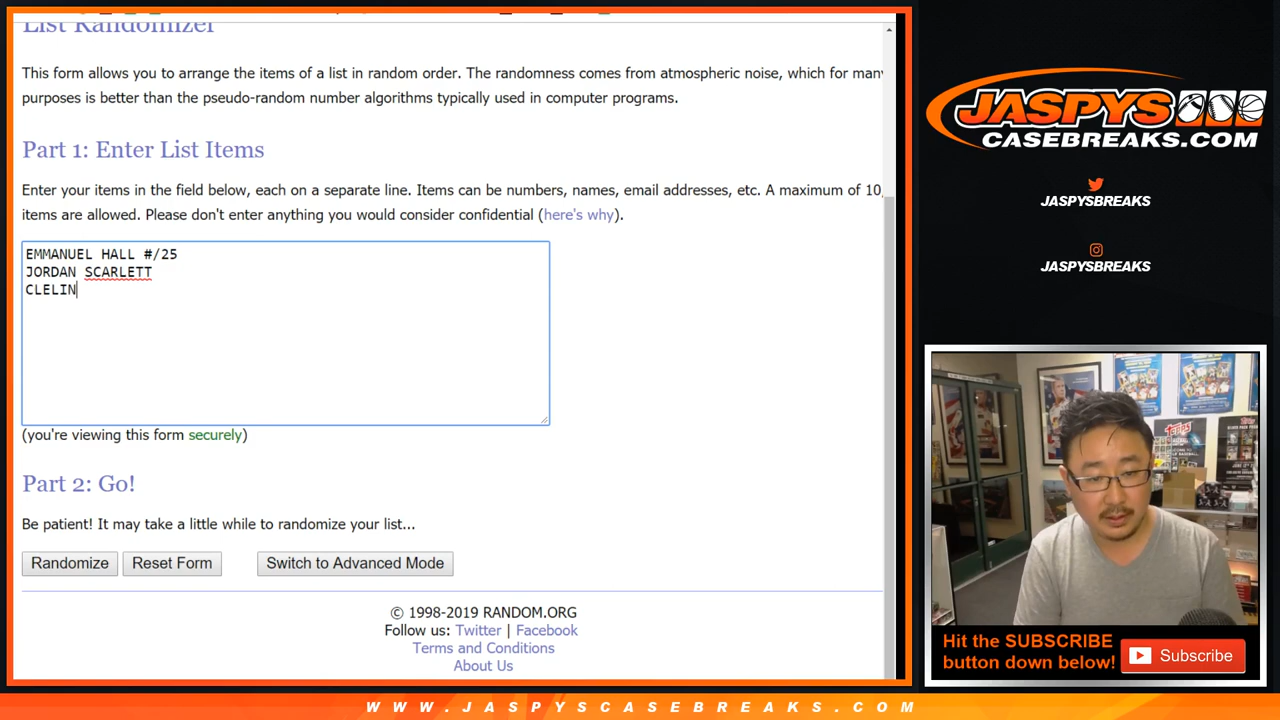 List Randomizer
This form allows you to arrange the items of a list in random order. The randomness comes from atmospheric noise, which for many
purposes is better than the pseudo-random number algorithms typically used in computer programs.
Part 1: Enter List Items
Enter your items in the field below, each on a separate line. Items can be numbers, names, email addresses, etc. A maximum of 10,
items are allowed. Please don't enter anything you would consider confidential (here's why).
EMMANUEL HALL #/25
JORDAN SCARLETT
CLELIN
(you're viewing this form securely)
Part 2: Go!
Be patient! It may take a little while to randomize your list...
Randomize Reset Form Switch to Advanced Mode
© 1998-2019 RANDOM.ORG
Follow us: Twitter | Facebook
Terms and Conditions
About Us
JASPYS
CASEBREAKS.COM
JASPYSBREAKS
JASPYSBREAKS
TOPPS
Hit the SUBSCRIBE
button down below!
Subscribe
WWW.JASPYSCASEBREAKS.COM